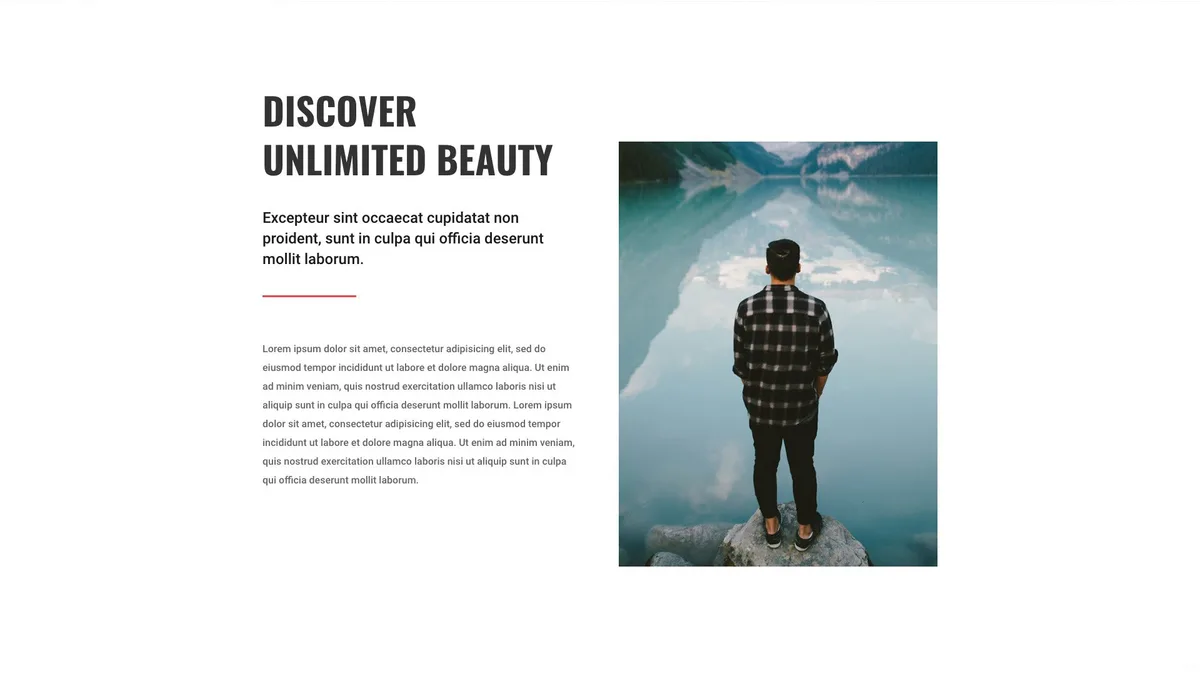 DISCOVER
UNLIMITED BEAUTY
Excepteur sint occaecat cupidatat non
proident, sunt in culpa qui officia deserunt
mollit laborum.
Lorem ipsum dolor sit amet, consectetur adipisicing elit, sed do
eiusmod tempor incididunt ut labore et dolore magna aliqua. Ut enim
ad minim veniam, quis nostrud exercitation ullamco laboris nisi ut
aliquip sunt in culpa qui officia deserunt mollit laborum. Lorem ipsum
dolor sit amet, consectetur adipisicing elit, sed do eiusmod tempor
incididunt ut labore et dolore magna aliqua. Ut enim ad minim veniam,
quis nostrud exercitation ullamco laboris nisi ut aliquip sunt in culpa
qui officia deserunt mollit laborum.